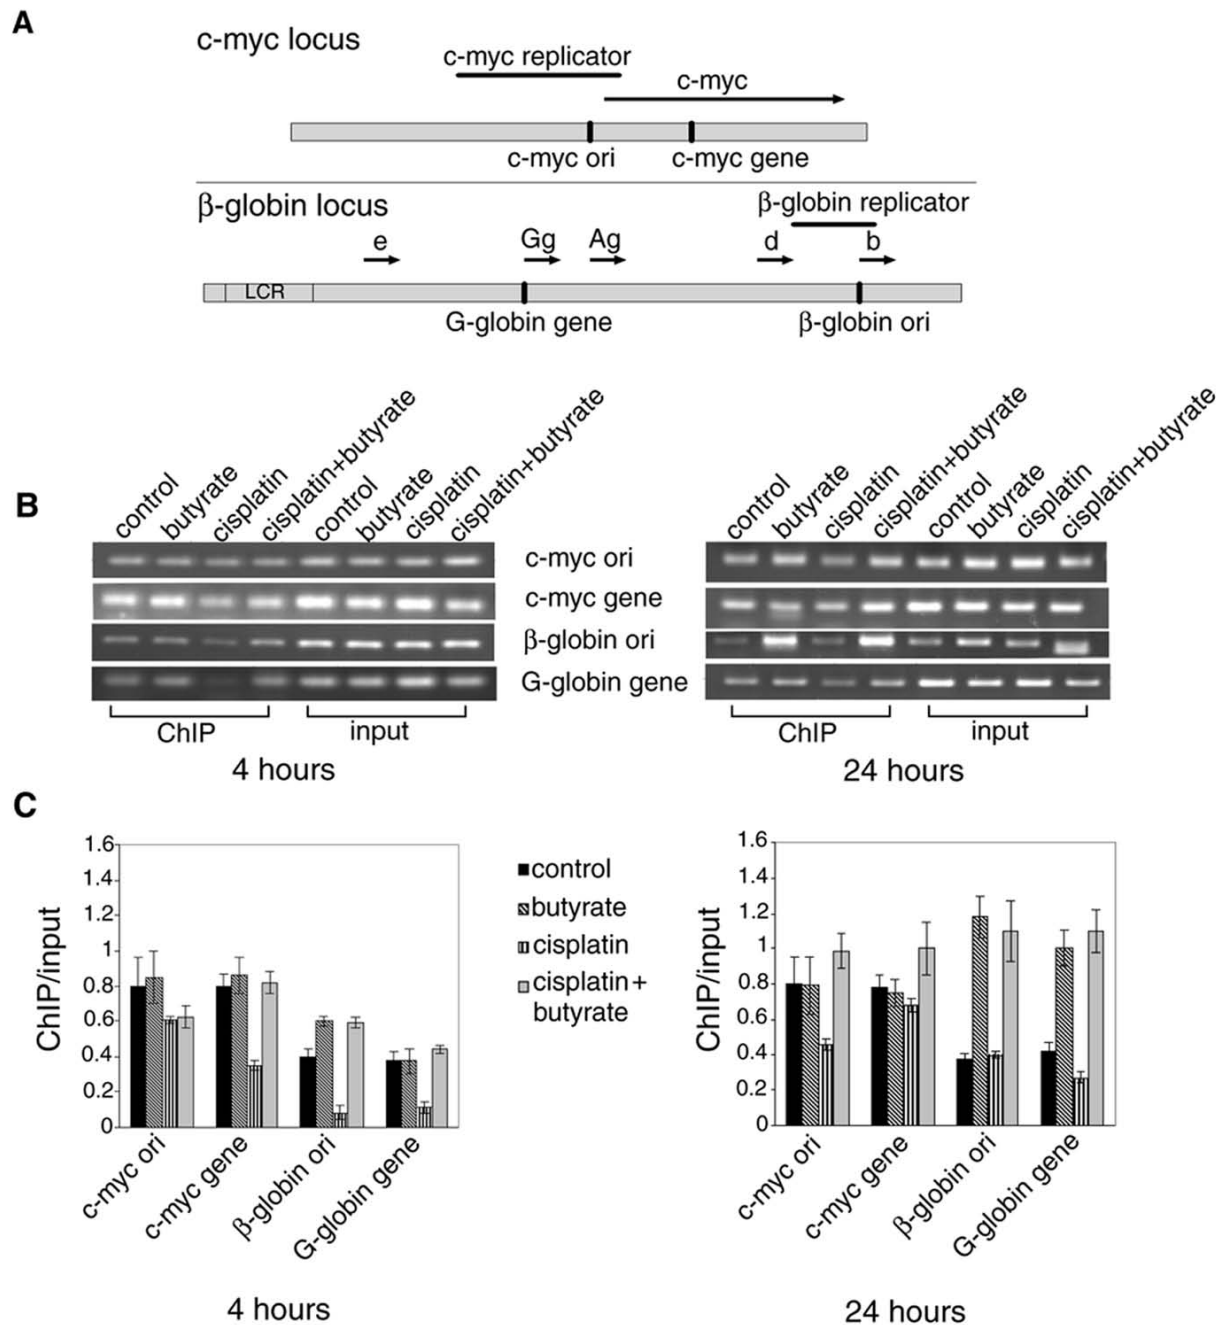 A
c-myc locus
c-myc replicator
c-myc
c-myc ori
c-myc gene
β-globin locus
β-globin replicator
e
Gg
Ag
d
b
LCR
G-globin gene
β-globin ori
B
control
butyrate
cisplatin
cisplatin+butyrate
control
butyrate
cisplatin
cisplatin+butyrate
control
butyrate
cisplatin
cisplatin+butyrate
control
butyrate
cisplatin
cisplatin+butyrate
c-myc ori
c-myc gene
β-globin ori
G-globin gene
ChIP
input
ChIP
input
4 hours
24 hours
C
ChIP/input
1.6
1.4
1.2
1
0.8
0.6
0.4
0.2
0
c-myc ori
c-myc gene
β-globin ori
G-globin gene
4 hours
control
butyrate
cisplatin
cisplatin+
butyrate
ChIP/input
1.6
1.4
1.2
1
0.8
0.6
0.4
0.2
0
c-myc ori
c-myc gene
β-globin ori
G-globin gene
24 hours